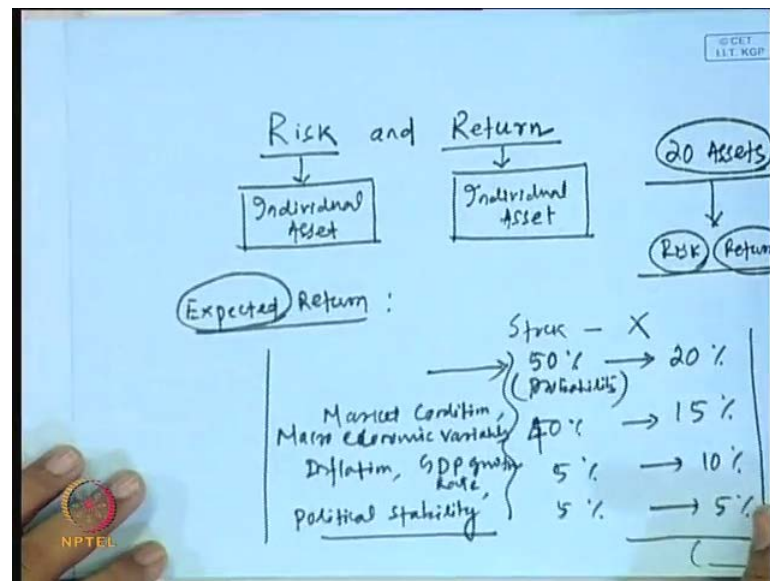 © CET
I.I.T. KGP
Risk and Return
Individual Asset
Individual Asset
20 Assets
Risk Return
Expected Return :
Stock - X
50% → 20%
(Probability)
Market Condition,
Macro economic variables 40% → 15%
Inflation, GDP growth rate, 5% → 10%
Political Stability 5% → 5%
(
NPTEL